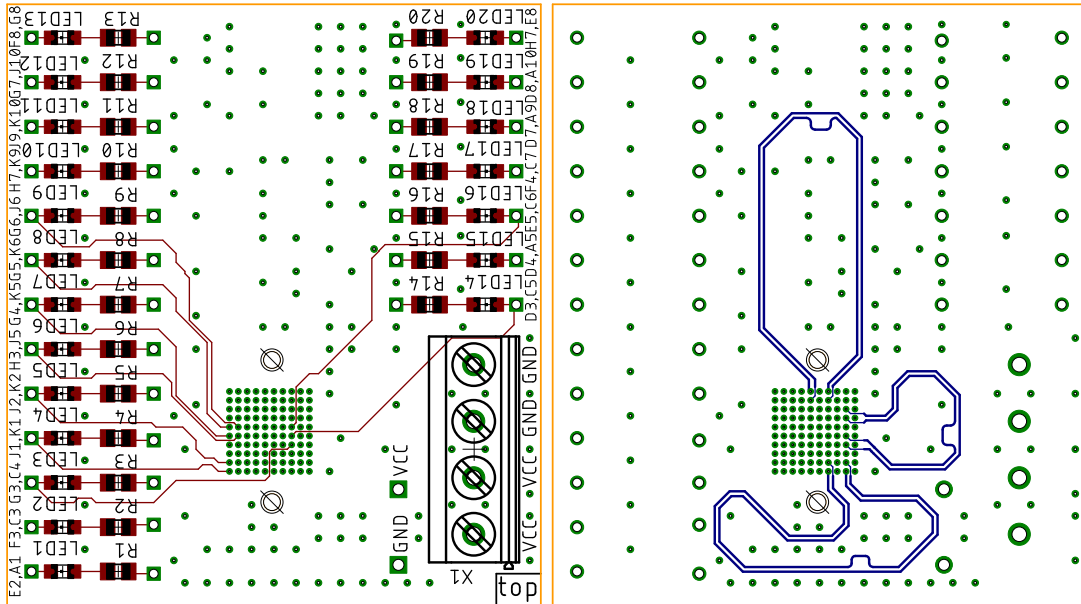 F8,G8
LED13 R13
R20 LED20
H7,E8
G7,J10
LED12 R12
R19 LED19
D8,A10
J9,K10
LED11 R11
R18 LED18
D7,A9
H7,K9
LED10 R10
R17 LED17
F4,C7
G6,J6
LED9 R9
R16 LED16
E5,C6
G5,K6
LED8 R8
R15 LED15
D4,A5
G4,K5
LED7 R7
R14 LED14
D3,C5
H3,J5
LED6 R6
J2,K2
LED5 R5
J1,K1
LED4 R4
G3,C4
LED3 R3
F3,C3
LED2 R2
E2,A1
LED1 R1
VCC
GND
GND
GND
VCC
VCC
X1
top